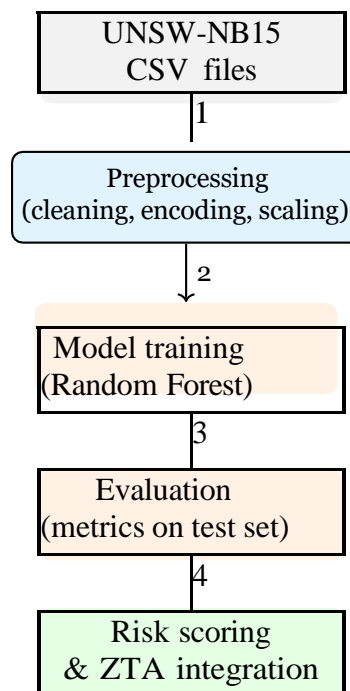 UNSW-NB15
CSV files
1
Preprocessing
(cleaning, encoding, scaling)
2
Model training
(Random Forest)
3
Evaluation
(metrics on test set)
4
Risk scoring
& ZTA integration